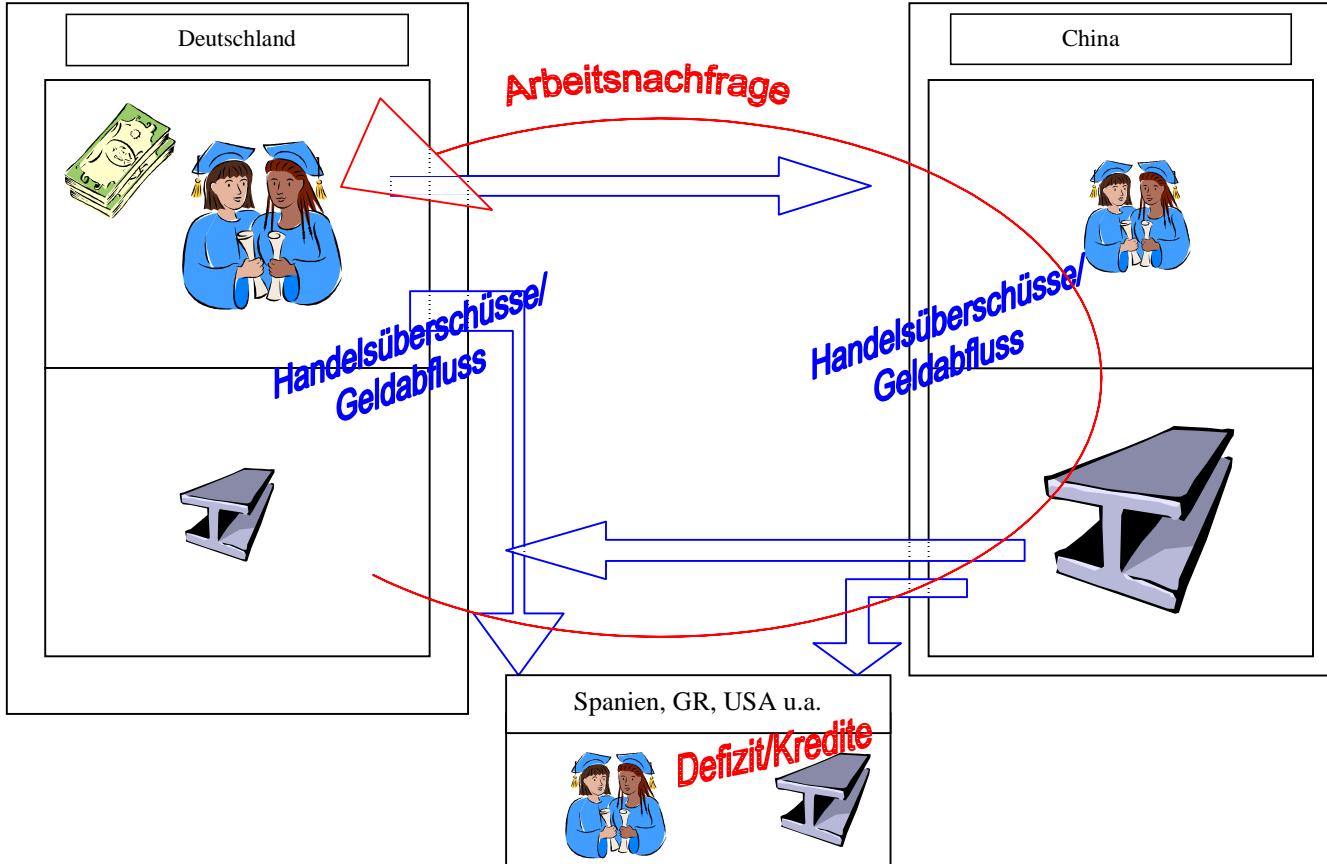 Deutschland
China
Arbeitsnachfrage
Handelsüberschüsse/
Geldabfluss
Handelsüberschüsse/
Geldabfluss
Spanien, GR, USA u.a.
Defizit/Kredite